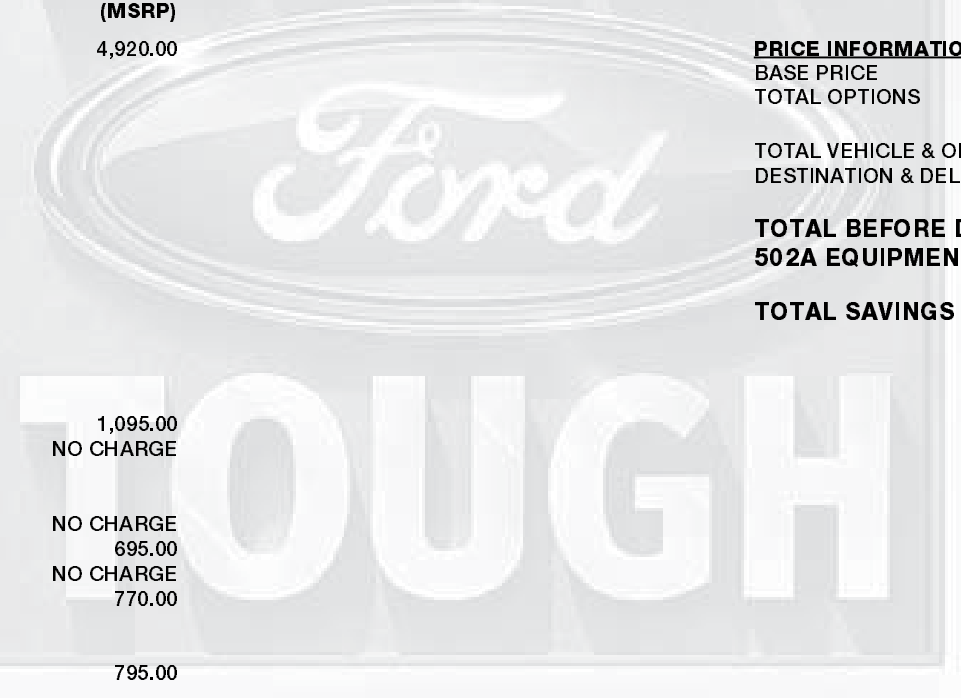 (MSRP)
4,920.00
PRICE INFORMATIO
BASE PRICE
TOTAL OPTIONS
TOTAL VEHICLE & O
DESTINATION & DEL
TOTAL BEFORE D
502A EQUIPMEN
TOTAL SAVINGS
Ford
TOUGH
1,095.00
NO CHARGE
NO CHARGE
695.00
NO CHARGE
770.00
795.00